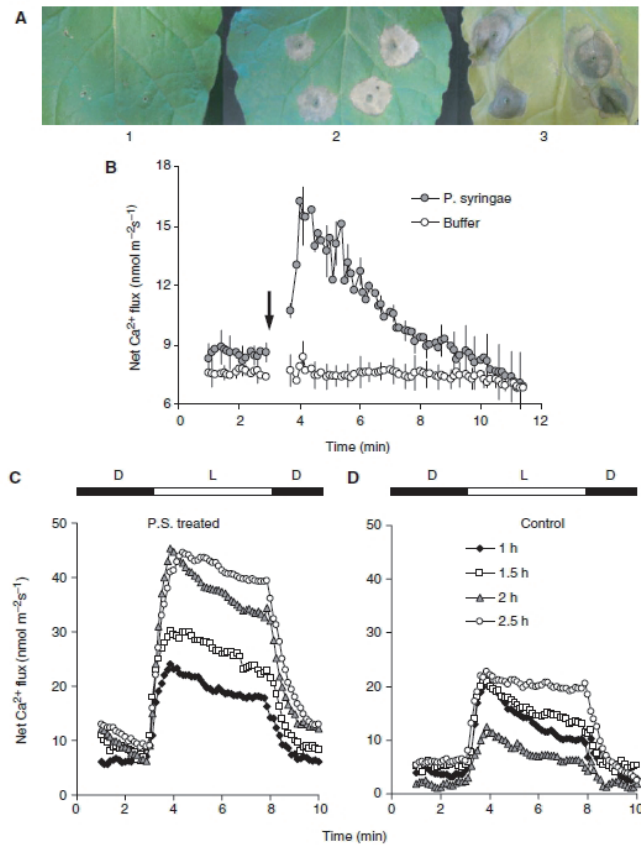 A
1 2 3
B
18
15
12
9
6
Net Ca²⁺ flux (nmol m⁻²s⁻¹)
P. syringae
Buffer
0 2 4 6 8 10 12
Time (min)
D L D
D L D
C
D
P.S. treated
Control
50
40
30
20
10
0
Net Ca²⁺ flux (nmol m⁻²s⁻¹)
0 2 4 6 8 10
50
40
30
20
10
0
1 h
1.5 h
2 h
2.5 h
0 2 4 6 8 10
Time (min)